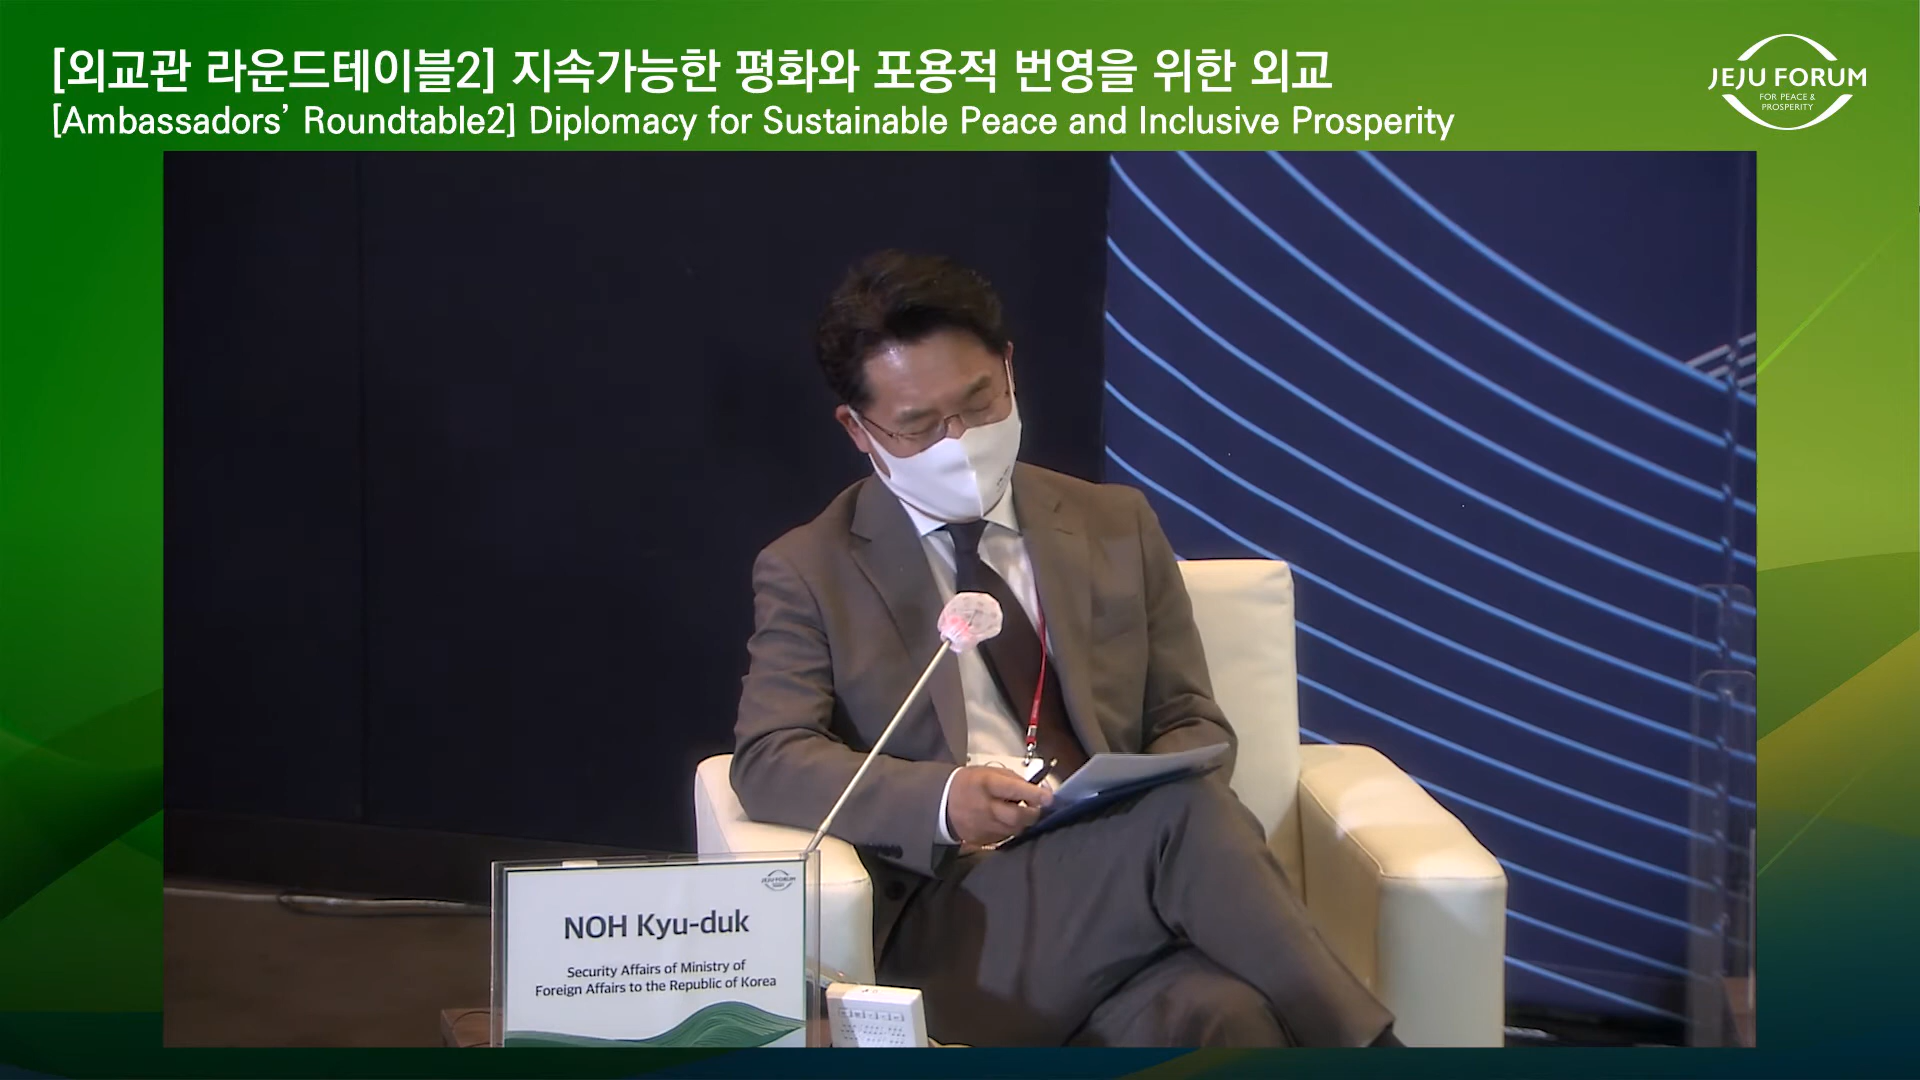 [외교관 라운드테이블2] 지속가능한 평화와 포용적 번영을 위한 외교
[Ambassadors’ Roundtable2] Diplomacy for Sustainable Peace and Inclusive Prosperity
JEJU FORUM
FOR PEACE &
PROSPERITY
JEJU FORUM
NOH Kyu-duk
Security Affairs of Ministry of
Foreign Affairs to the Republic of Korea